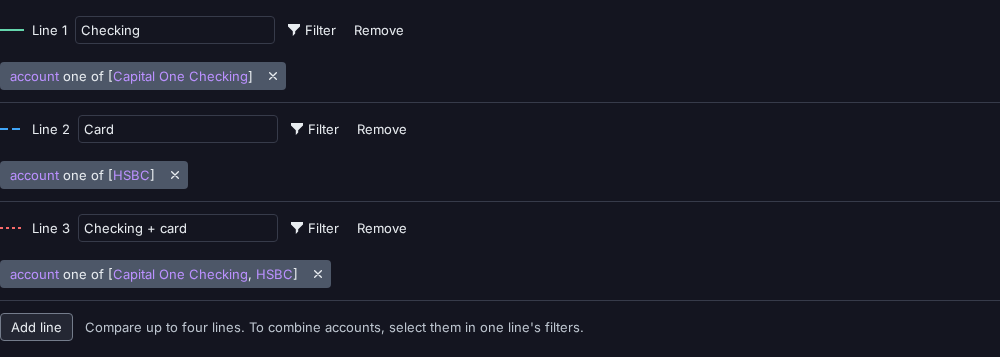 Line 1 Checking Filter Remove
account one of [Capital One Checking] ×
Line 2 Card Filter Remove
account one of [HSBC] ×
Line 3 Checking + card Filter Remove
account one of [Capital One Checking, HSBC] ×
Add line Compare up to four lines. To combine accounts, select them in one line's filters.